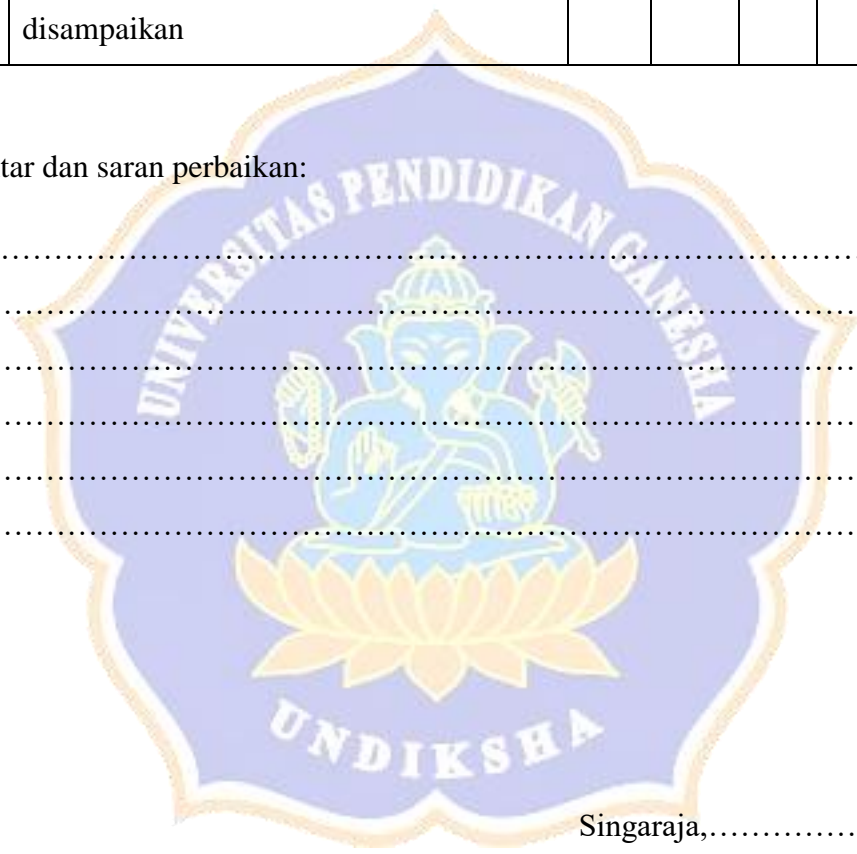 disampaikan
tar dan saran perbaikan:
UNIVERSITAS PENDIDIKAN GANESHA
……………………………………………………………………………
……………………………………………………………………………
……………………………………………………………………………
……………………………………………………………………………
……………………………………………………………………………
……………………………………………………………………………
UNDIKSHA
Singaraja,……………